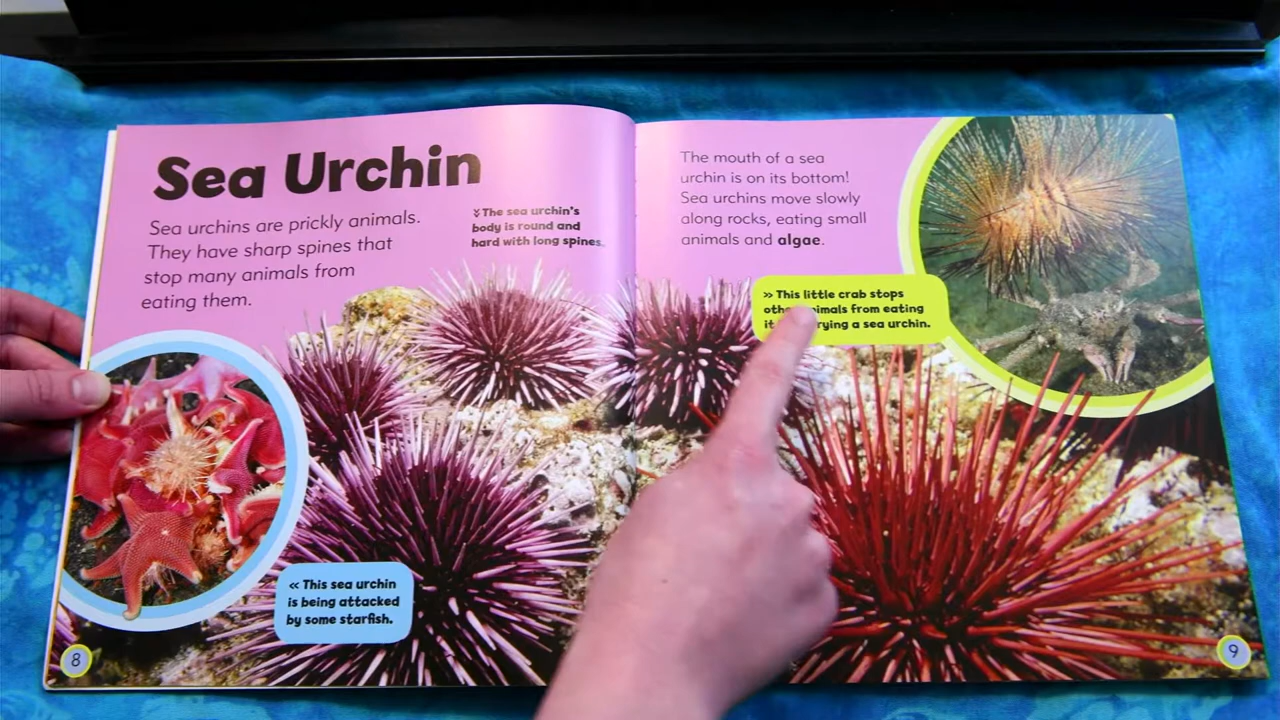 Sea Urchin
Sea urchins are prickly animals.
They have sharp spines that
stop many animals from
eating them.
The sea urchin's
body is round and
hard with long spines.
« This sea urchin
is being attacked
by some starfish.
8
The mouth of a sea
urchin is on its bottom!
Sea urchins move slowly
along rocks, eating small
animals and algae.
» This little crab stops
animals from eating
a sea urchin.
9